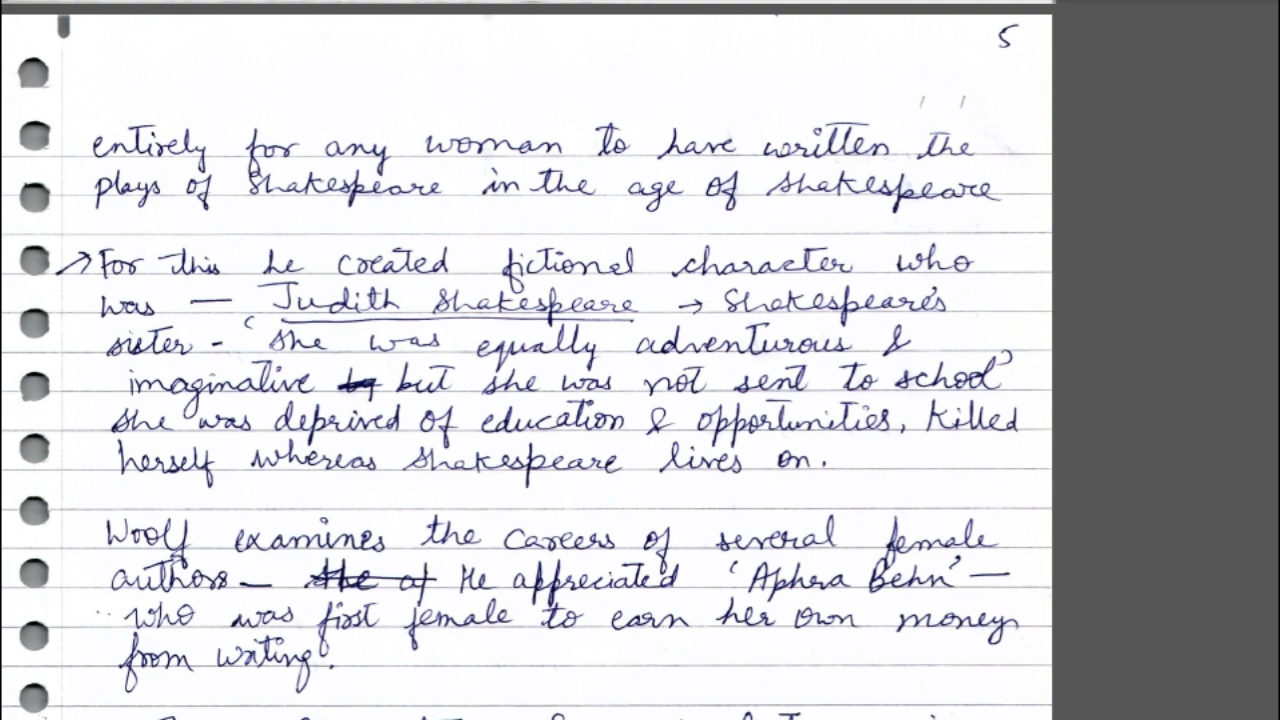 5
entirely for any woman to have written the
plays of Shakespeare in the age of Shakespeare
→ For this he created fictional character who
was — Judith Shakespeare → Shakespeare's
sister - 'she was equally adventurous &
imaginative but she was not sent to school'
she was deprived of education & opportunities, killed
herself whereas Shakespeare lives on.
Woolf examines the careers of several female
authors — He appreciated 'Aphra Behn' —
who was first female to earn her own money
from writing.